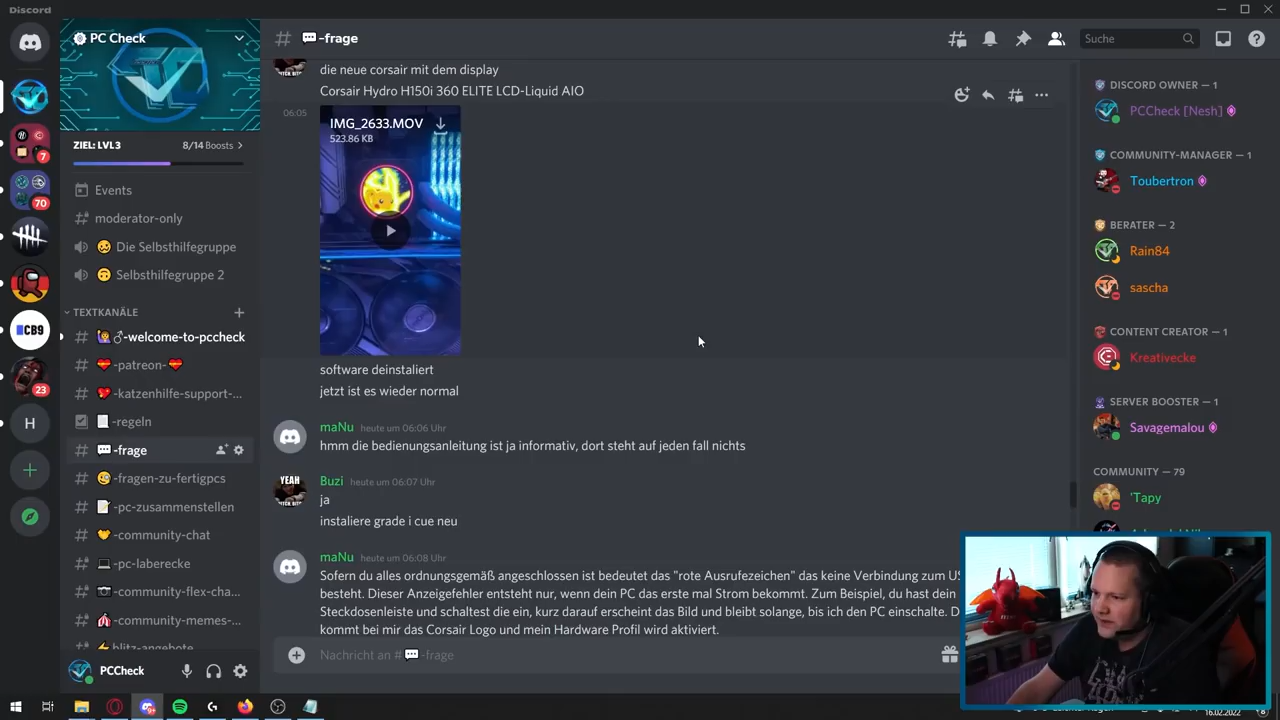 Discord
PC Check
ZIEL: LVL 3
8/14 Boosts
Events
moderator-only
Die Selbsthilfegruppe
Selbsthilfegruppe 2
TEXTKANÄLE
-welcome-to-pccheck
-patreon-
-katzenhilfe-support-...
-regeln
-frage
-fragen-zu-fertigpcs
-pc-zusammenstellen
-community-chat
-pc-laberecke
-community-flex-cha...
-community-memes-...
-blitz-angebote
PCCheck
7
70
CB9
23
H
-frage
Suche
die neue corsair mit dem display
Corsair Hydro H150i 360 ELITE LCD-Liquid AIO
06:05
IMG_2633.MOV
523.86 KB
software deinstaliert
jetzt ist es wieder normal
maNu heute um 06:06 Uhr
hmm die bedienungsanleitung ist ja informativ, dort steht auf jeden fall nichts
YEAH
Buzi heute um 06:07 Uhr
ja
instaliere grade i cue neu
maNu heute um 06:08 Uhr
Sofern du alles ordnungsgemäß angeschlossen ist bedeutet das "rote Ausrufezeichen" das keine Verbindung zum US
besteht. Dieser Anzeigefehler entsteht nur, wenn dein PC das erste mal Strom bekommt. Zum Beispiel, du hast dein
Steckdosenleiste und schaltest die ein, kurz darauf erscheint das Bild und bleibt solange, bis ich den PC einschalte. D
kommt bei mir das Corsair Logo und mein Hardware Profil wird aktiviert.
Nachricht an # -frage
DISCORD OWNER — 1
PCCheck [Nesh]
COMMUNITY-MANAGER — 1
Toubertron
BERATER — 2
Rain84
sascha
CONTENT CREATOR — 1
Kreativecke
SERVER BOOSTER — 1
Savagemalou
COMMUNITY — 79
'Tapy
16.02.2022